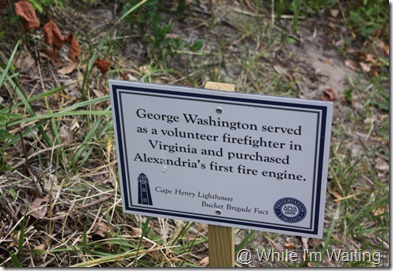 George Washington served
as a volunteer firefighter in
Virginia and purchased
Alexandria's first fire engine.
Cape Henry Lighthouse
Bucket Brigade Fact
@ While I'm Waiting